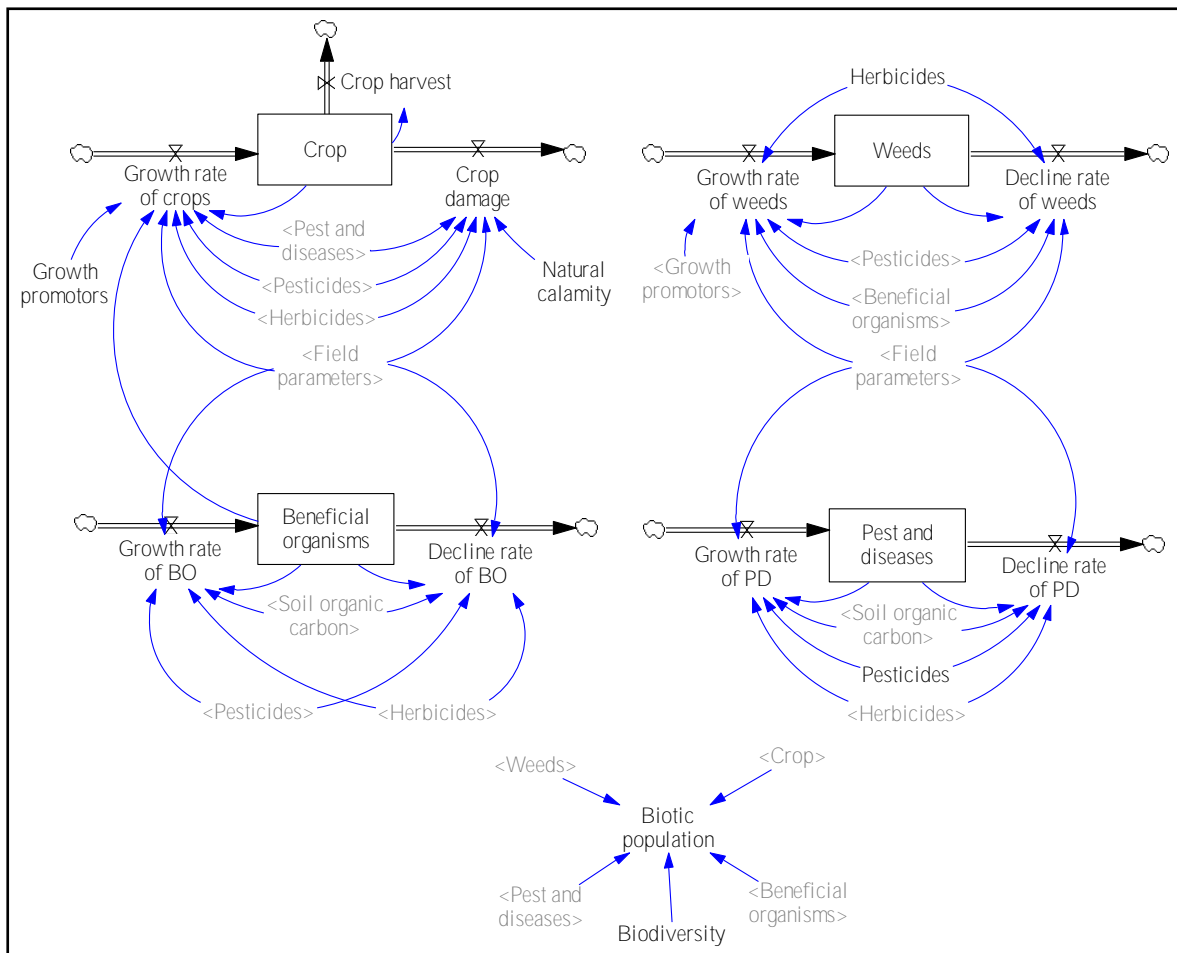 Crop harvest
Crop
Growth rate
of crops
Crop
damage
<Pest and
diseases>
Growth
promotors
<Pesticides>
Natural
calamity
<Herbicides>
<Field
parameters>
Herbicides
Weeds
Growth rate
of weeds
Decline rate
of weeds
<Growth
promotors>
<Pesticides>
<Beneficial
organisms>
<Field
parameters>
Beneficial
organisms
Growth rate
of BO
Decline rate
of BO
<Soil organic
carbon>
<Pesticides>
<Herbicides>
Pest and
diseases
Growth rate
of PD
Decline rate
of PD
<Soil organic
carbon>
Pesticides
<Herbicides>
<Weeds>
<Crop>
Biotic
population
<Pest and
diseases>
Biodiversity
<Beneficial
organisms>